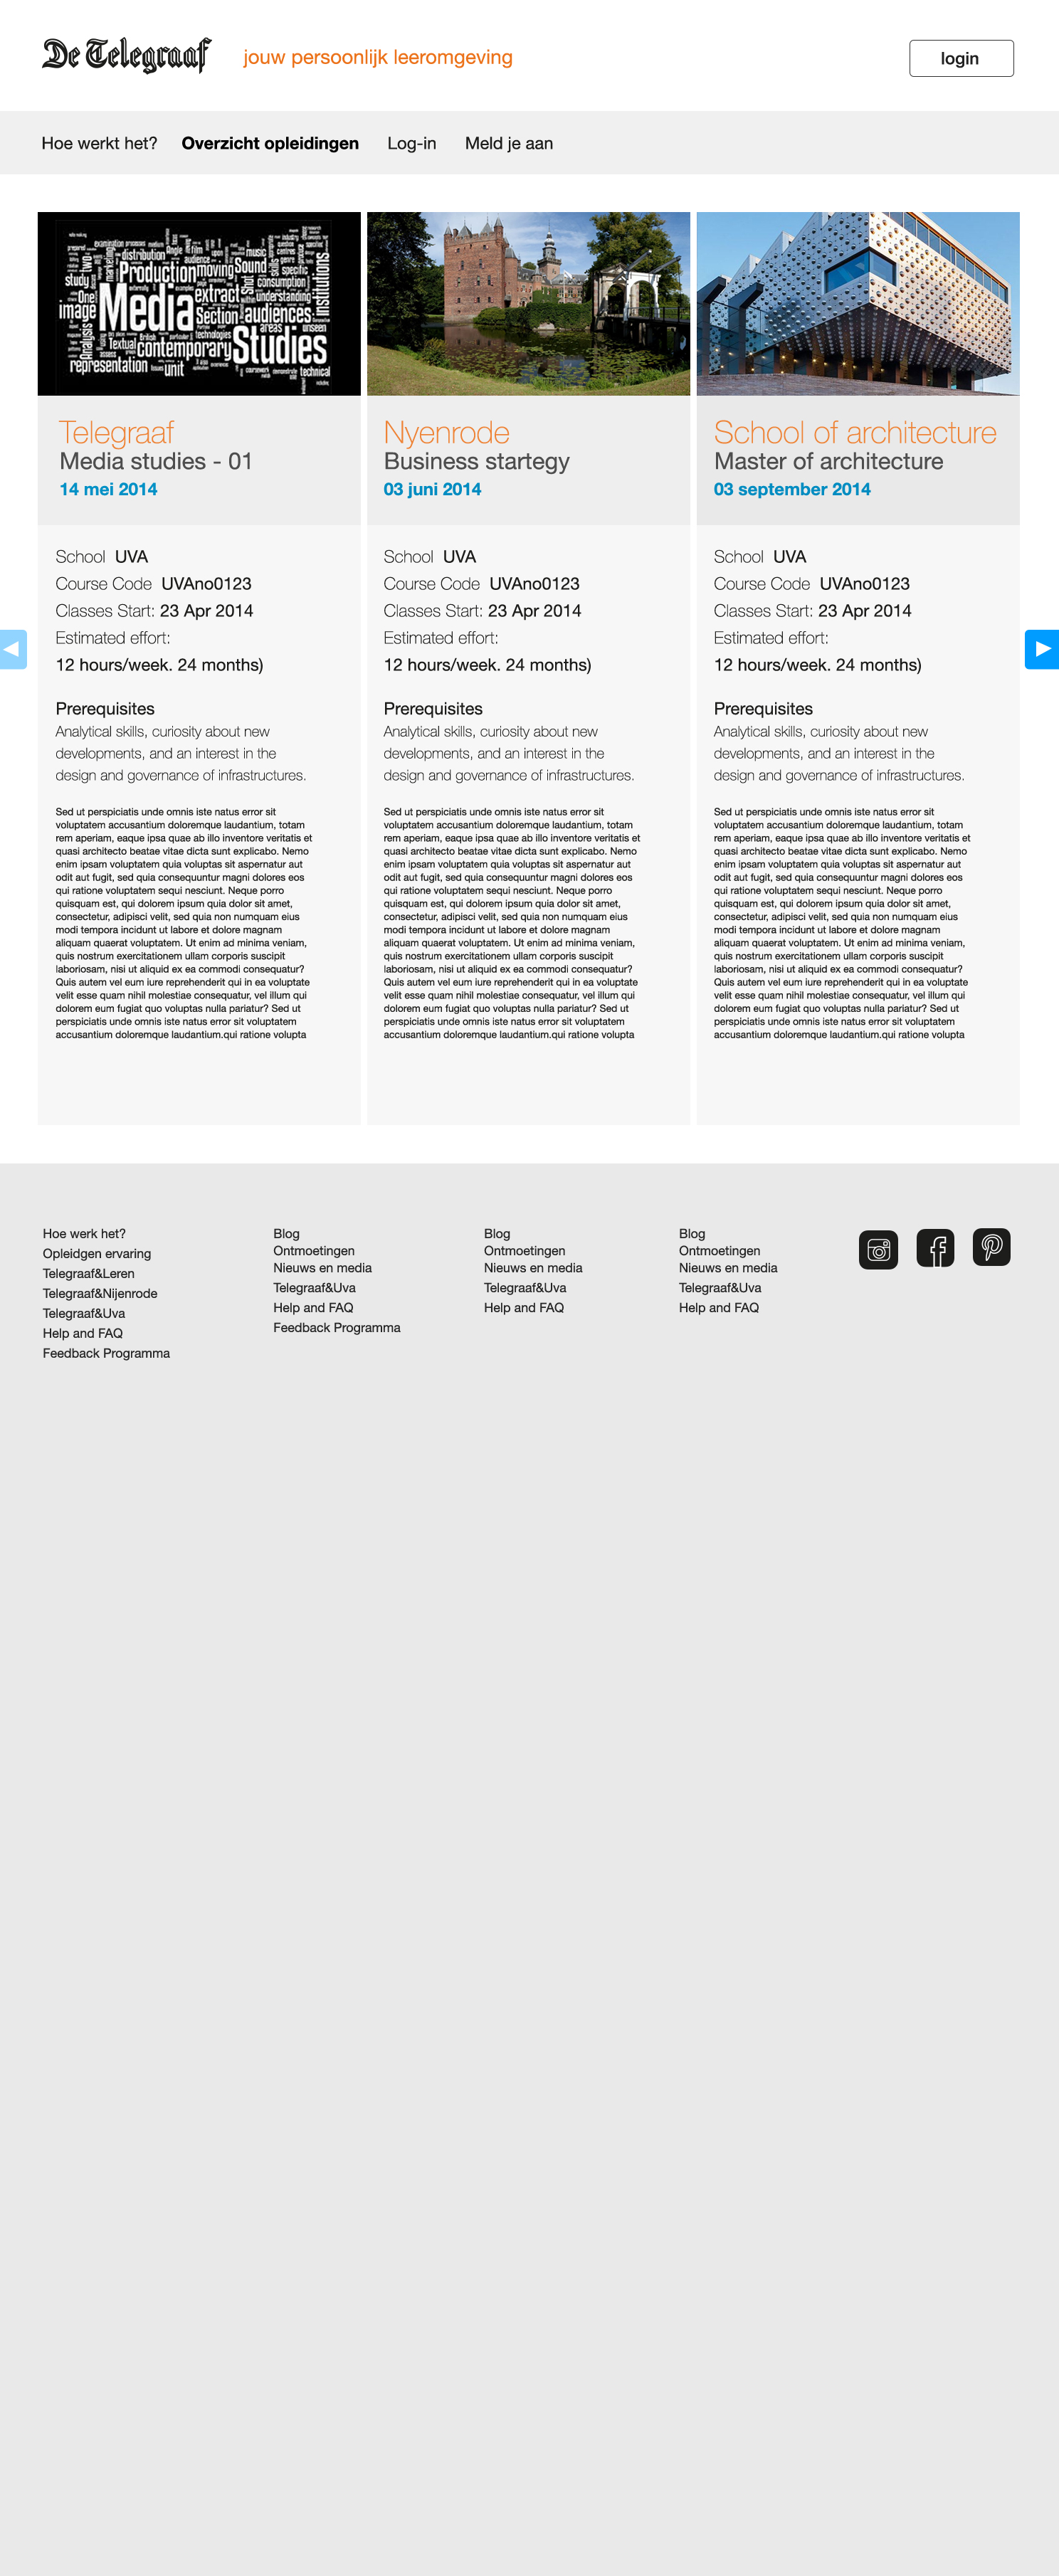 De Telegraaf
jouw persoonlijk leeromgeving
login
Hoe werkt het?
Overzicht opleidingen
Log-in
Meld je aan
examination processes
distribution
Angle
film
music
study
two-
marketing
audience
Production moving Sound
skills
specific
One
Shot
consumption
image
Media extract
understanding
Institutions
Section audiences
Analysis
areas
unseen
Textual
British
technologies
contemporary Studies
representation
issues
unit
coursework
demonstrate
technical
Telegraaf
Media studies - 01
14 mei 2014
School UVA
Course Code UVAno0123
Classes Start: 23 Apr 2014
Estimated effort:
12 hours/week. 24 months)
Prerequisites
Analytical skills, curiosity about new
developments, and an interest in the
design and governance of infrastructures.
Sed ut perspiciatis unde omnis iste natus error sit
voluptatem accusantium doloremque laudantium, totam
rem aperiam, eaque ipsa quae ab illo inventore veritatis et
quasi architecto beatae vitae dicta sunt explicabo. Nemo
enim ipsam voluptatem quia voluptas sit aspernatur aut
odit aut fugit, sed quia consequuntur magni dolores eos
qui ratione voluptatem sequi nesciunt. Neque porro
quisquam est, qui dolorem ipsum quia dolor sit amet,
consectetur, adipisci velit, sed quia non numquam eius
modi tempora incidunt ut labore et dolore magnam
aliquam quaerat voluptatem. Ut enim ad minima veniam,
quis nostrum exercitationem ullam corporis suscipit
laboriosam, nisi ut aliquid ex ea commodi consequatur?
Quis autem vel eum iure reprehenderit qui in ea voluptate
velit esse quam nihil molestiae consequatur, vel illum qui
dolorem eum fugiat quo voluptas nulla pariatur? Sed ut
perspiciatis unde omnis iste natus error sit voluptatem
accusantium doloremque laudantium.qui ratione volupta
Nyenrode
Business startegy
03 juni 2014
School UVA
Course Code UVAno0123
Classes Start: 23 Apr 2014
Estimated effort:
12 hours/week. 24 months)
Prerequisites
Analytical skills, curiosity about new
developments, and an interest in the
design and governance of infrastructures.
Sed ut perspiciatis unde omnis iste natus error sit
voluptatem accusantium doloremque laudantium, totam
rem aperiam, eaque ipsa quae ab illo inventore veritatis et
quasi architecto beatae vitae dicta sunt explicabo. Nemo
enim ipsam voluptatem quia voluptas sit aspernatur aut
odit aut fugit, sed quia consequuntur magni dolores eos
qui ratione voluptatem sequi nesciunt. Neque porro
quisquam est, qui dolorem ipsum quia dolor sit amet,
consectetur, adipisci velit, sed quia non numquam eius
modi tempora incidunt ut labore et dolore magnam
aliquam quaerat voluptatem. Ut enim ad minima veniam,
quis nostrum exercitationem ullam corporis suscipit
laboriosam, nisi ut aliquid ex ea commodi consequatur?
Quis autem vel eum iure reprehenderit qui in ea voluptate
velit esse quam nihil molestiae consequatur, vel illum qui
dolorem eum fugiat quo voluptas nulla pariatur? Sed ut
perspiciatis unde omnis iste natus error sit voluptatem
accusantium doloremque laudantium.qui ratione volupta
School of architecture
Master of architecture
03 september 2014
School UVA
Course Code UVAno0123
Classes Start: 23 Apr 2014
Estimated effort:
12 hours/week. 24 months)
Prerequisites
Analytical skills, curiosity about new
developments, and an interest in the
design and governance of infrastructures.
Sed ut perspiciatis unde omnis iste natus error sit
voluptatem accusantium doloremque laudantium, totam
rem aperiam, eaque ipsa quae ab illo inventore veritatis et
quasi architecto beatae vitae dicta sunt explicabo. Nemo
enim ipsam voluptatem quia voluptas sit aspernatur aut
odit aut fugit, sed quia consequuntur magni dolores eos
qui ratione voluptatem sequi nesciunt. Neque porro
quisquam est, qui dolorem ipsum quia dolor sit amet,
consectetur, adipisci velit, sed quia non numquam eius
modi tempora incidunt ut labore et dolore magnam
aliquam quaerat voluptatem. Ut enim ad minima veniam,
quis nostrum exercitationem ullam corporis suscipit
laboriosam, nisi ut aliquid ex ea commodi consequatur?
Quis autem vel eum iure reprehenderit qui in ea voluptate
velit esse quam nihil molestiae consequatur, vel illum qui
dolorem eum fugiat quo voluptas nulla pariatur? Sed ut
perspiciatis unde omnis iste natus error sit voluptatem
accusantium doloremque laudantium.qui ratione volupta
Hoe werk het?
Opleidgen ervaring
Telegraaf&Leren
Telegraaf&Nijenrode
Telegraaf&Uva
Help and FAQ
Feedback Programma
Blog
Ontmoetingen
Nieuws en media
Telegraaf&Uva
Help and FAQ
Feedback Programma
Blog
Ontmoetingen
Nieuws en media
Telegraaf&Uva
Help and FAQ
Blog
Ontmoetingen
Nieuws en media
Telegraaf&Uva
Help and FAQ